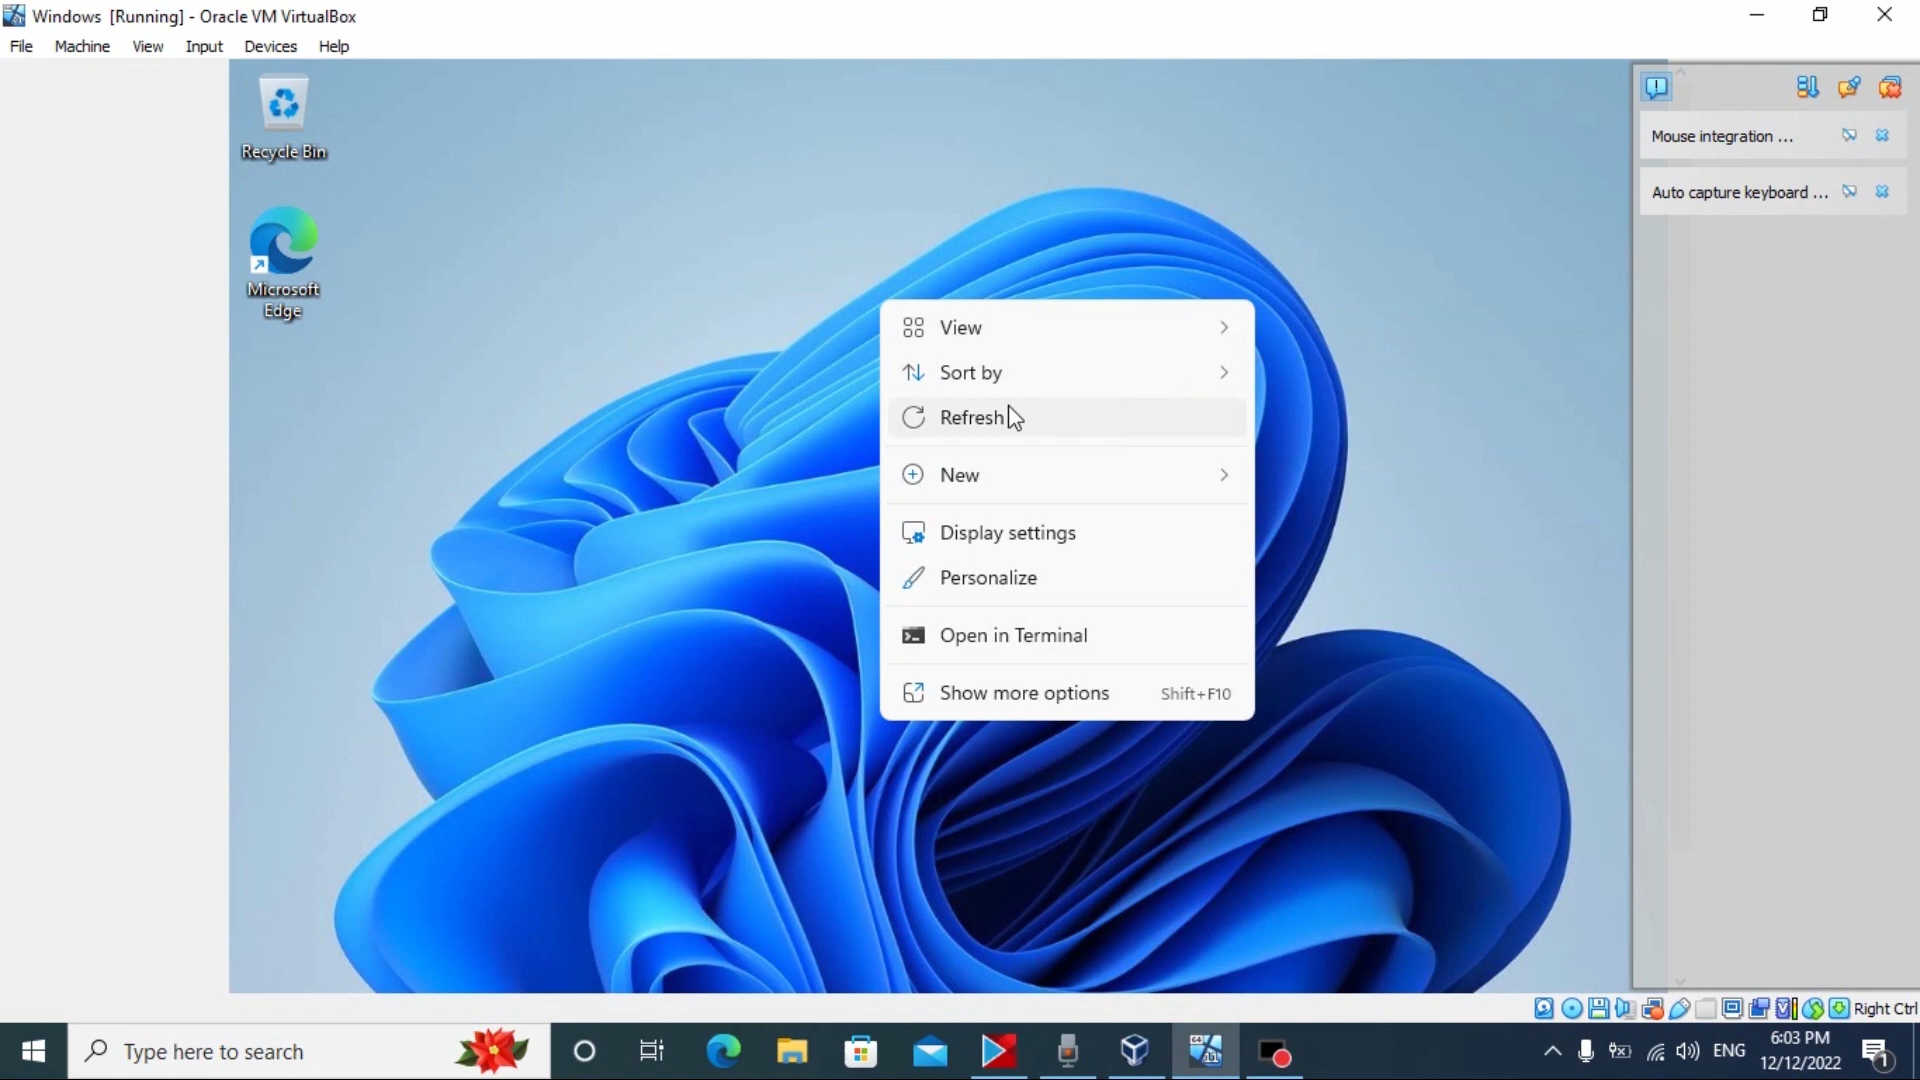 Windows [Running] - Oracle VM VirtualBox
File Machine View Input Devices Help
Recycle Bin
Microsoft
Edge
Mouse integration ...
Auto capture keyboard ...
View
Sort by
Refresh
New
Display settings
Personalize
Open in Terminal
Show more options Shift+F10
Right Ctrl
Type here to search
ENG
6:03 PM
12/12/2022
1